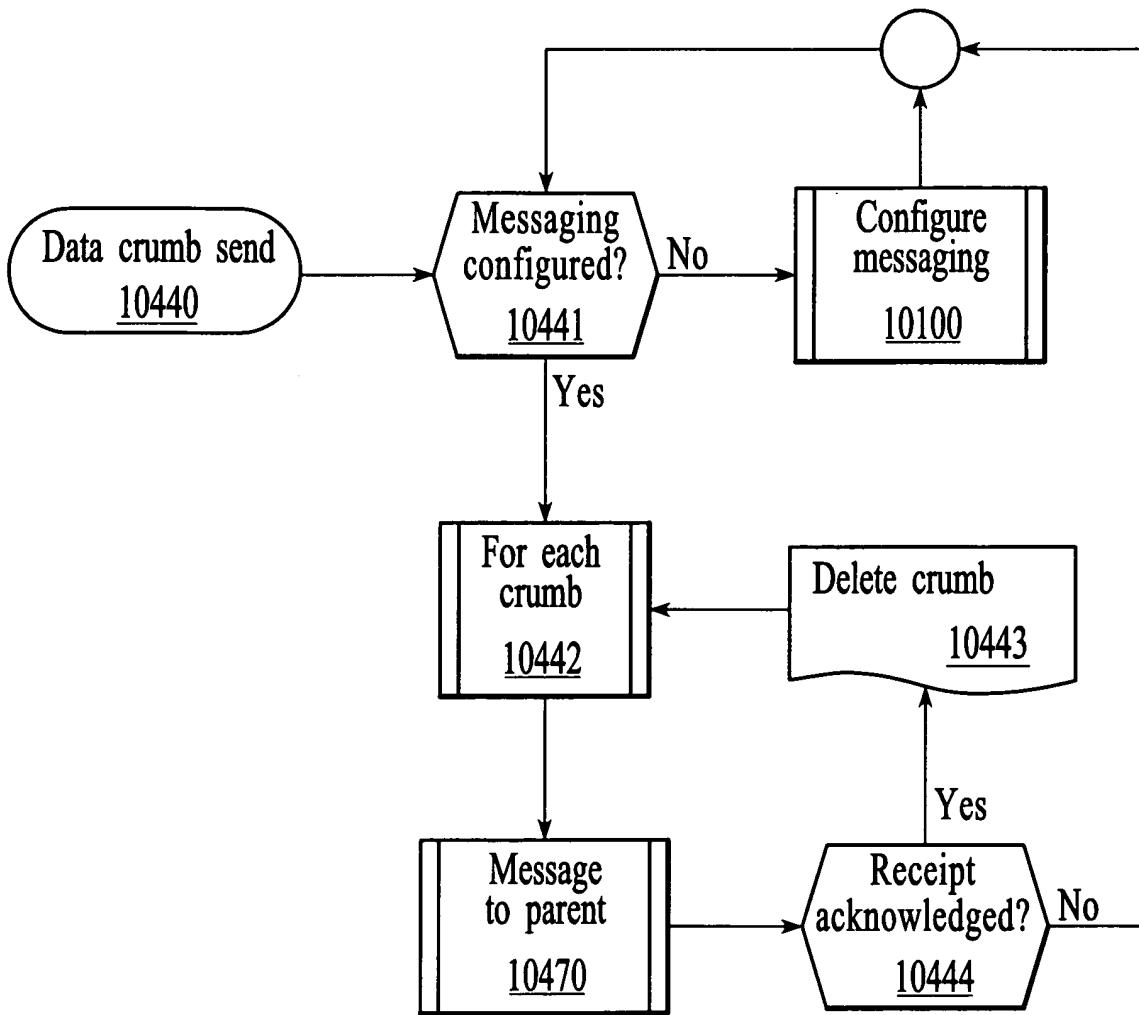 Data crumb send
10440
Messaging
configured?
10441
No
Configure
messaging
10100
Yes
For each
crumb
10442
Delete crumb
10443
Yes
Message
to parent
10470
Receipt
acknowledged?
10444
No